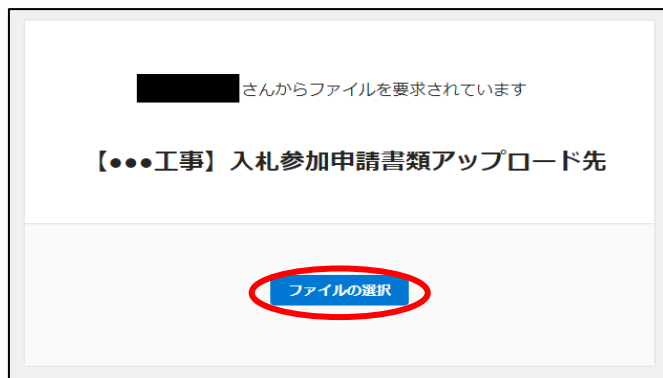 さんからファイルを要求されています
【●●●工事】入札参加申請書類アップロード先
ファイルの選択